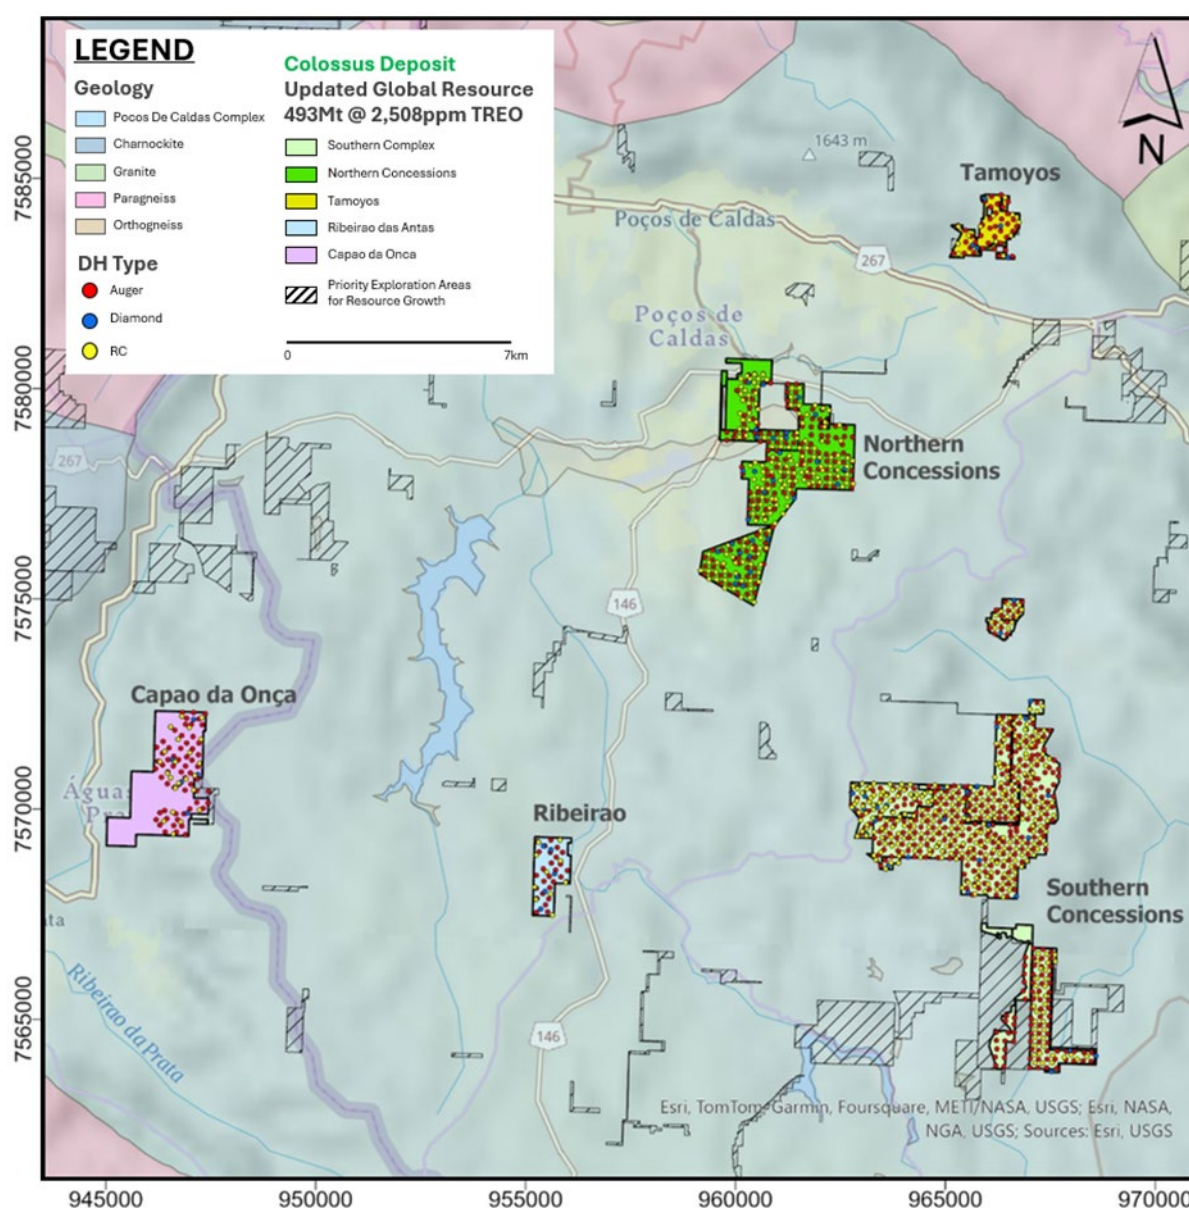 LEGEND
Geology
Pocos De Caldas Complex
Charnockite
Granite
Paragneiss
Orthogneiss
DH Type
Auger
Diamond
RC
Colossus Deposit
Updated Global Resource
493Mt @ 2,508ppm TREO
Southern Complex
Northern Concessions
Tamoyos
Ribeirao das Antas
Capao da Onca
Priority Exploration Areas
for Resource Growth
0 7km
N
1643 m
Tamoyos
Poços de Caldas
267
Poços de
Caldas
Northern
Concessions
267
146
Capao da Onça
Ribeirao
Southern
Concessions
Ribeirao da Prata
146
Esri, TomTom, Garmin, Foursquare, METI/NASA, USGS; Esri, NASA,
NGA, USGS; Sources: Esri, USGS
7585000
7580000
7575000
7570000
7565000
945000 950000 955000 960000 965000 970000